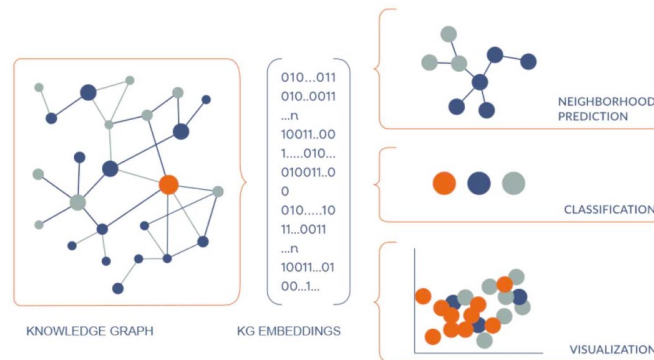 010...011
010..0011
...n
10011..00
1.....010...
010011..0
0
010.....10
11...0011
...n
10011...01
00...1...
KNOWLEDGE GRAPH
KG EMBEDDINGS
NEIGHBORHOOD
PREDICTION
CLASSIFICATION
VISUALIZATION